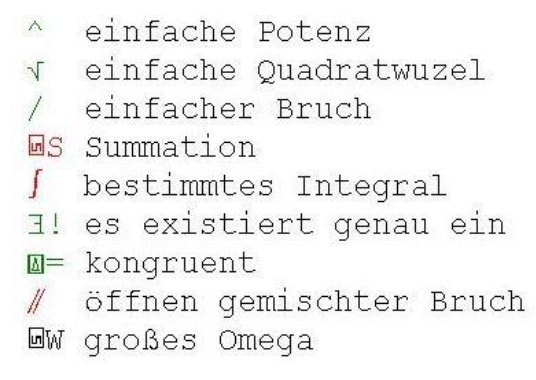 ^ einfache Potenz
√ einfache Quadratwuzel
/ einfacher Bruch
S Summation
∫ bestimmtes Integral
∃! es existiert genau ein
= kongruent
// öffnen gemischter Bruch
W großes Omega